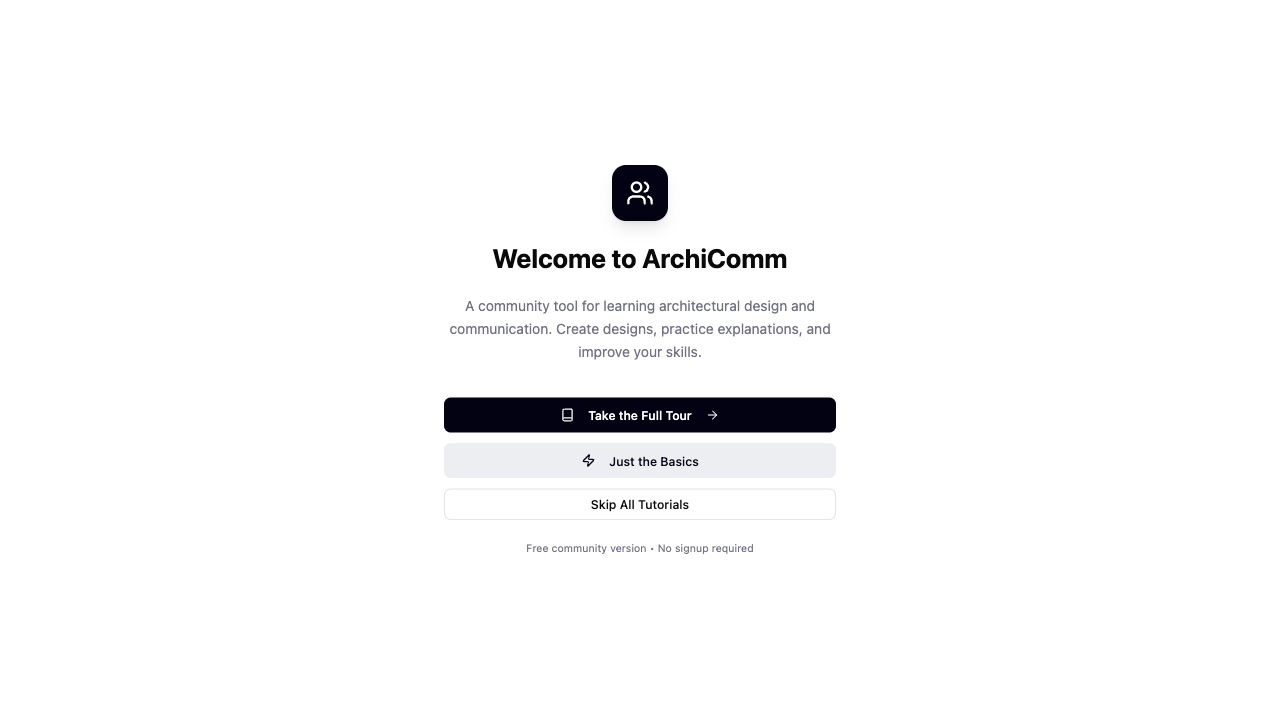 Welcome to ArchiComm
A community tool for learning architectural design and
communication. Create designs, practice explanations, and
improve your skills.
Take the Full Tour
Just the Basics
Skip All Tutorials
Free community version • No signup required